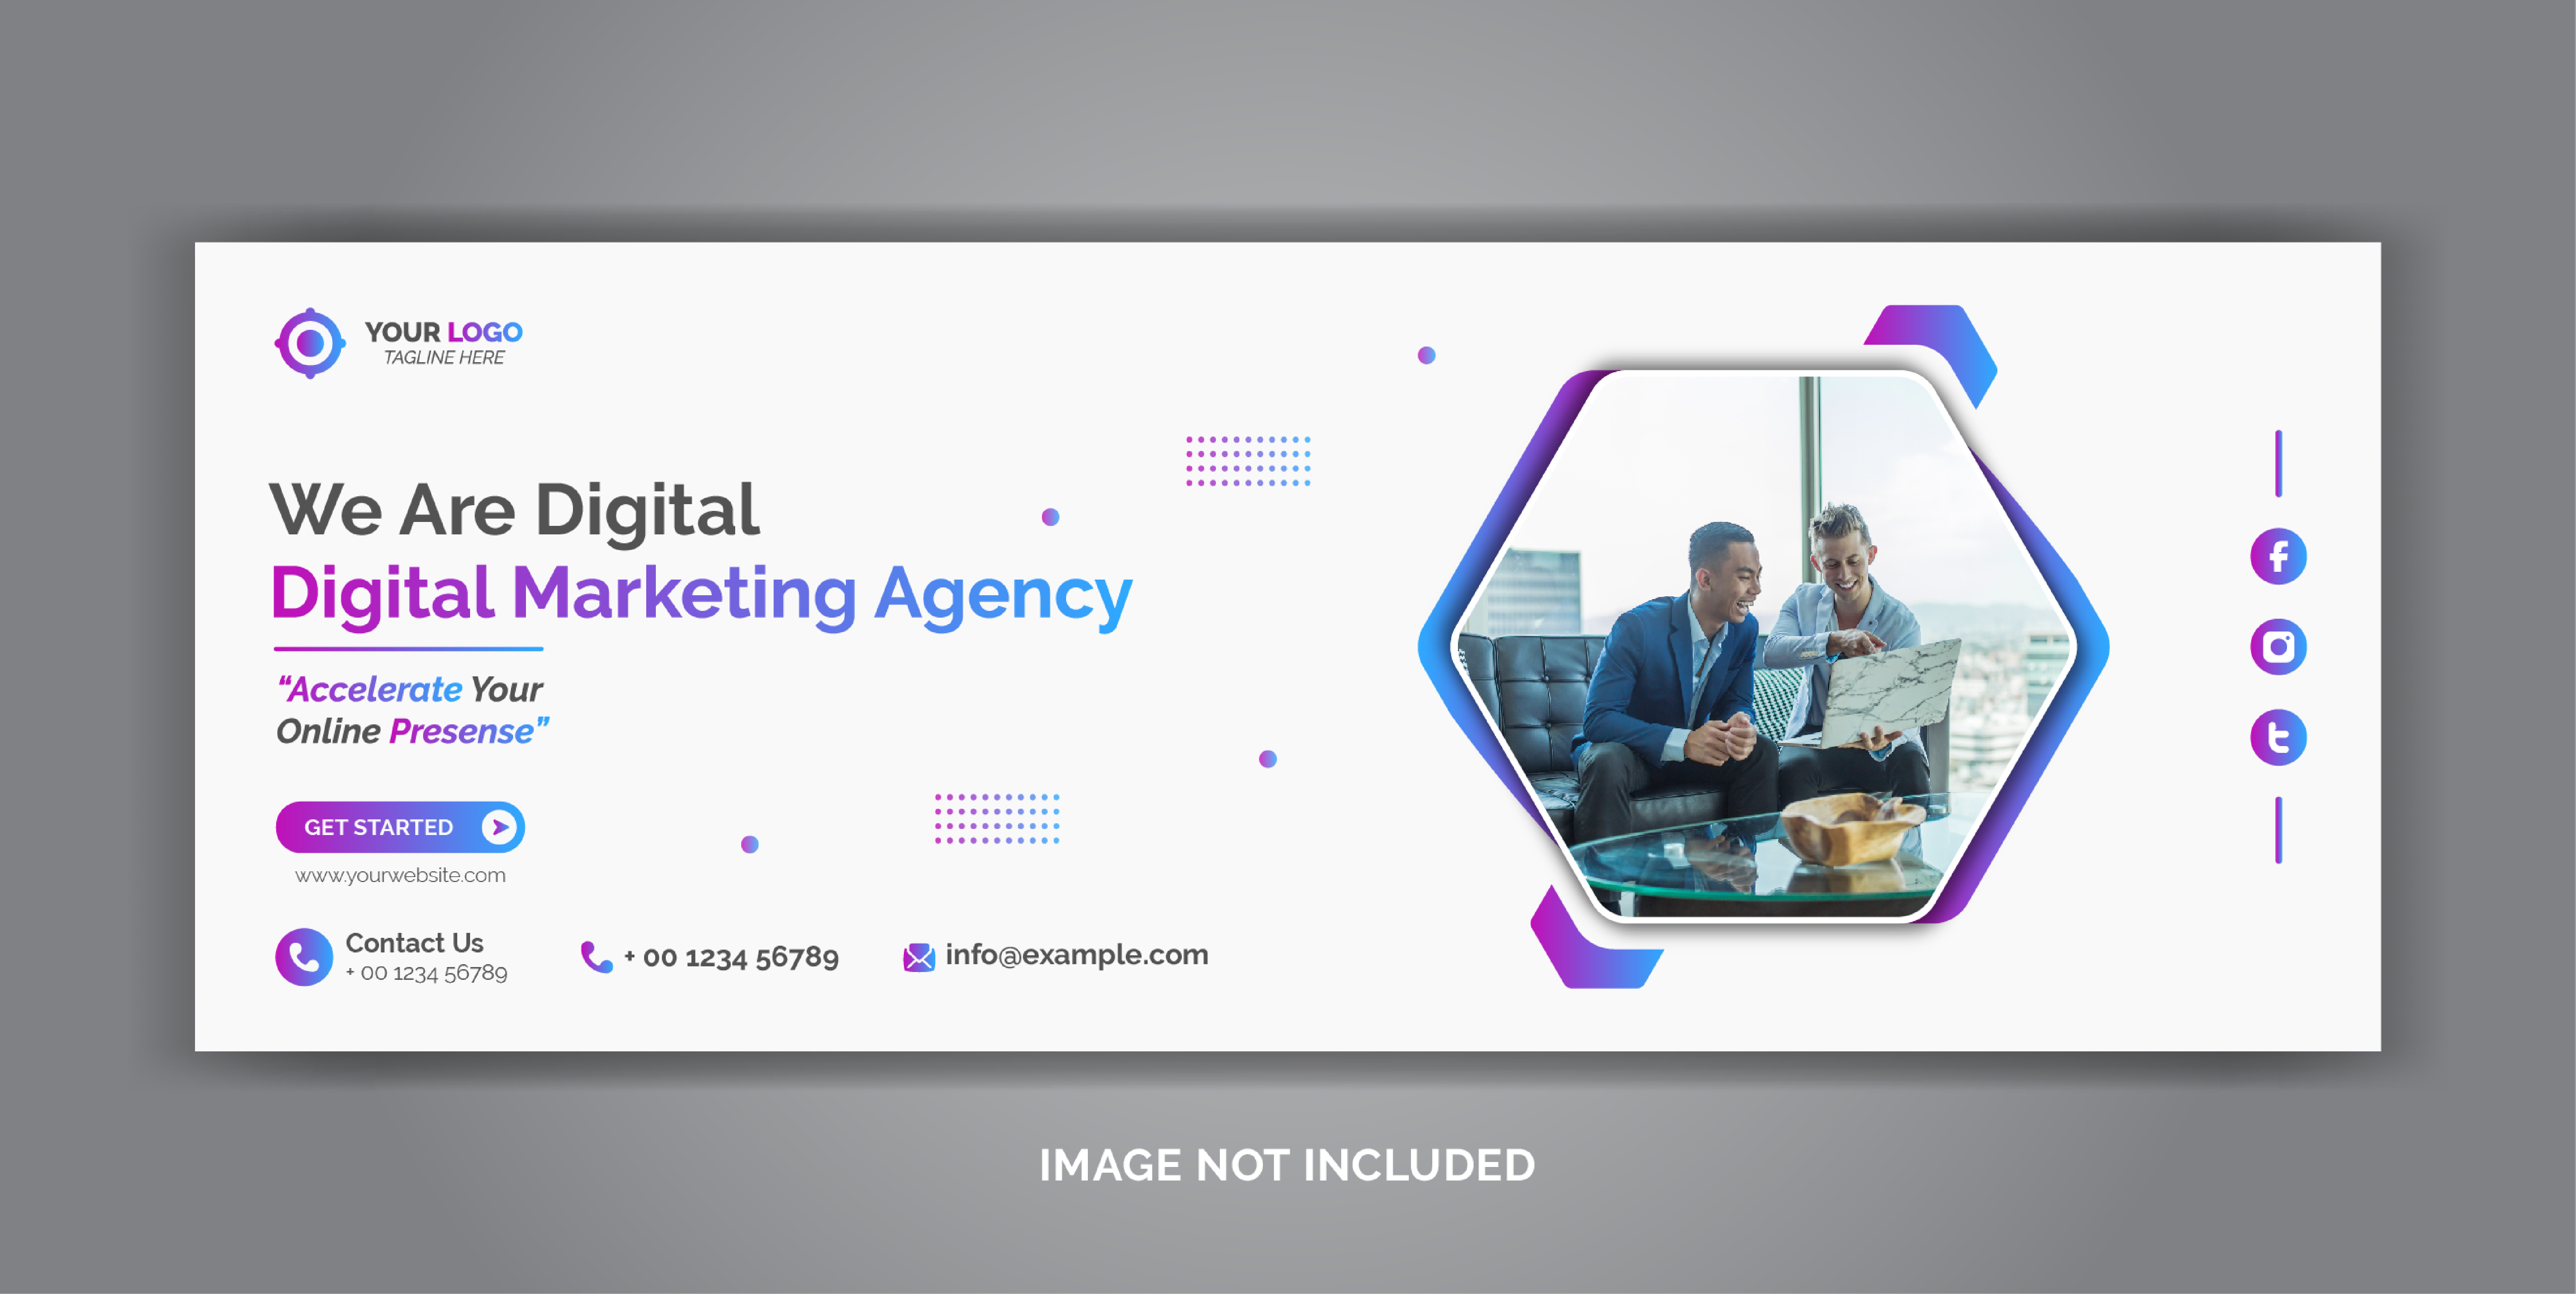 YOUR LOGO
TAGLINE HERE
We Are Digital
Digital Marketing Agency
“Accelerate Your
Online Presense”
GET STARTED
www.yourwebsite.com
Contact Us
+ 00 1234 56789
+ 00 1234 56789
info@example.com
IMAGE NOT INCLUDED